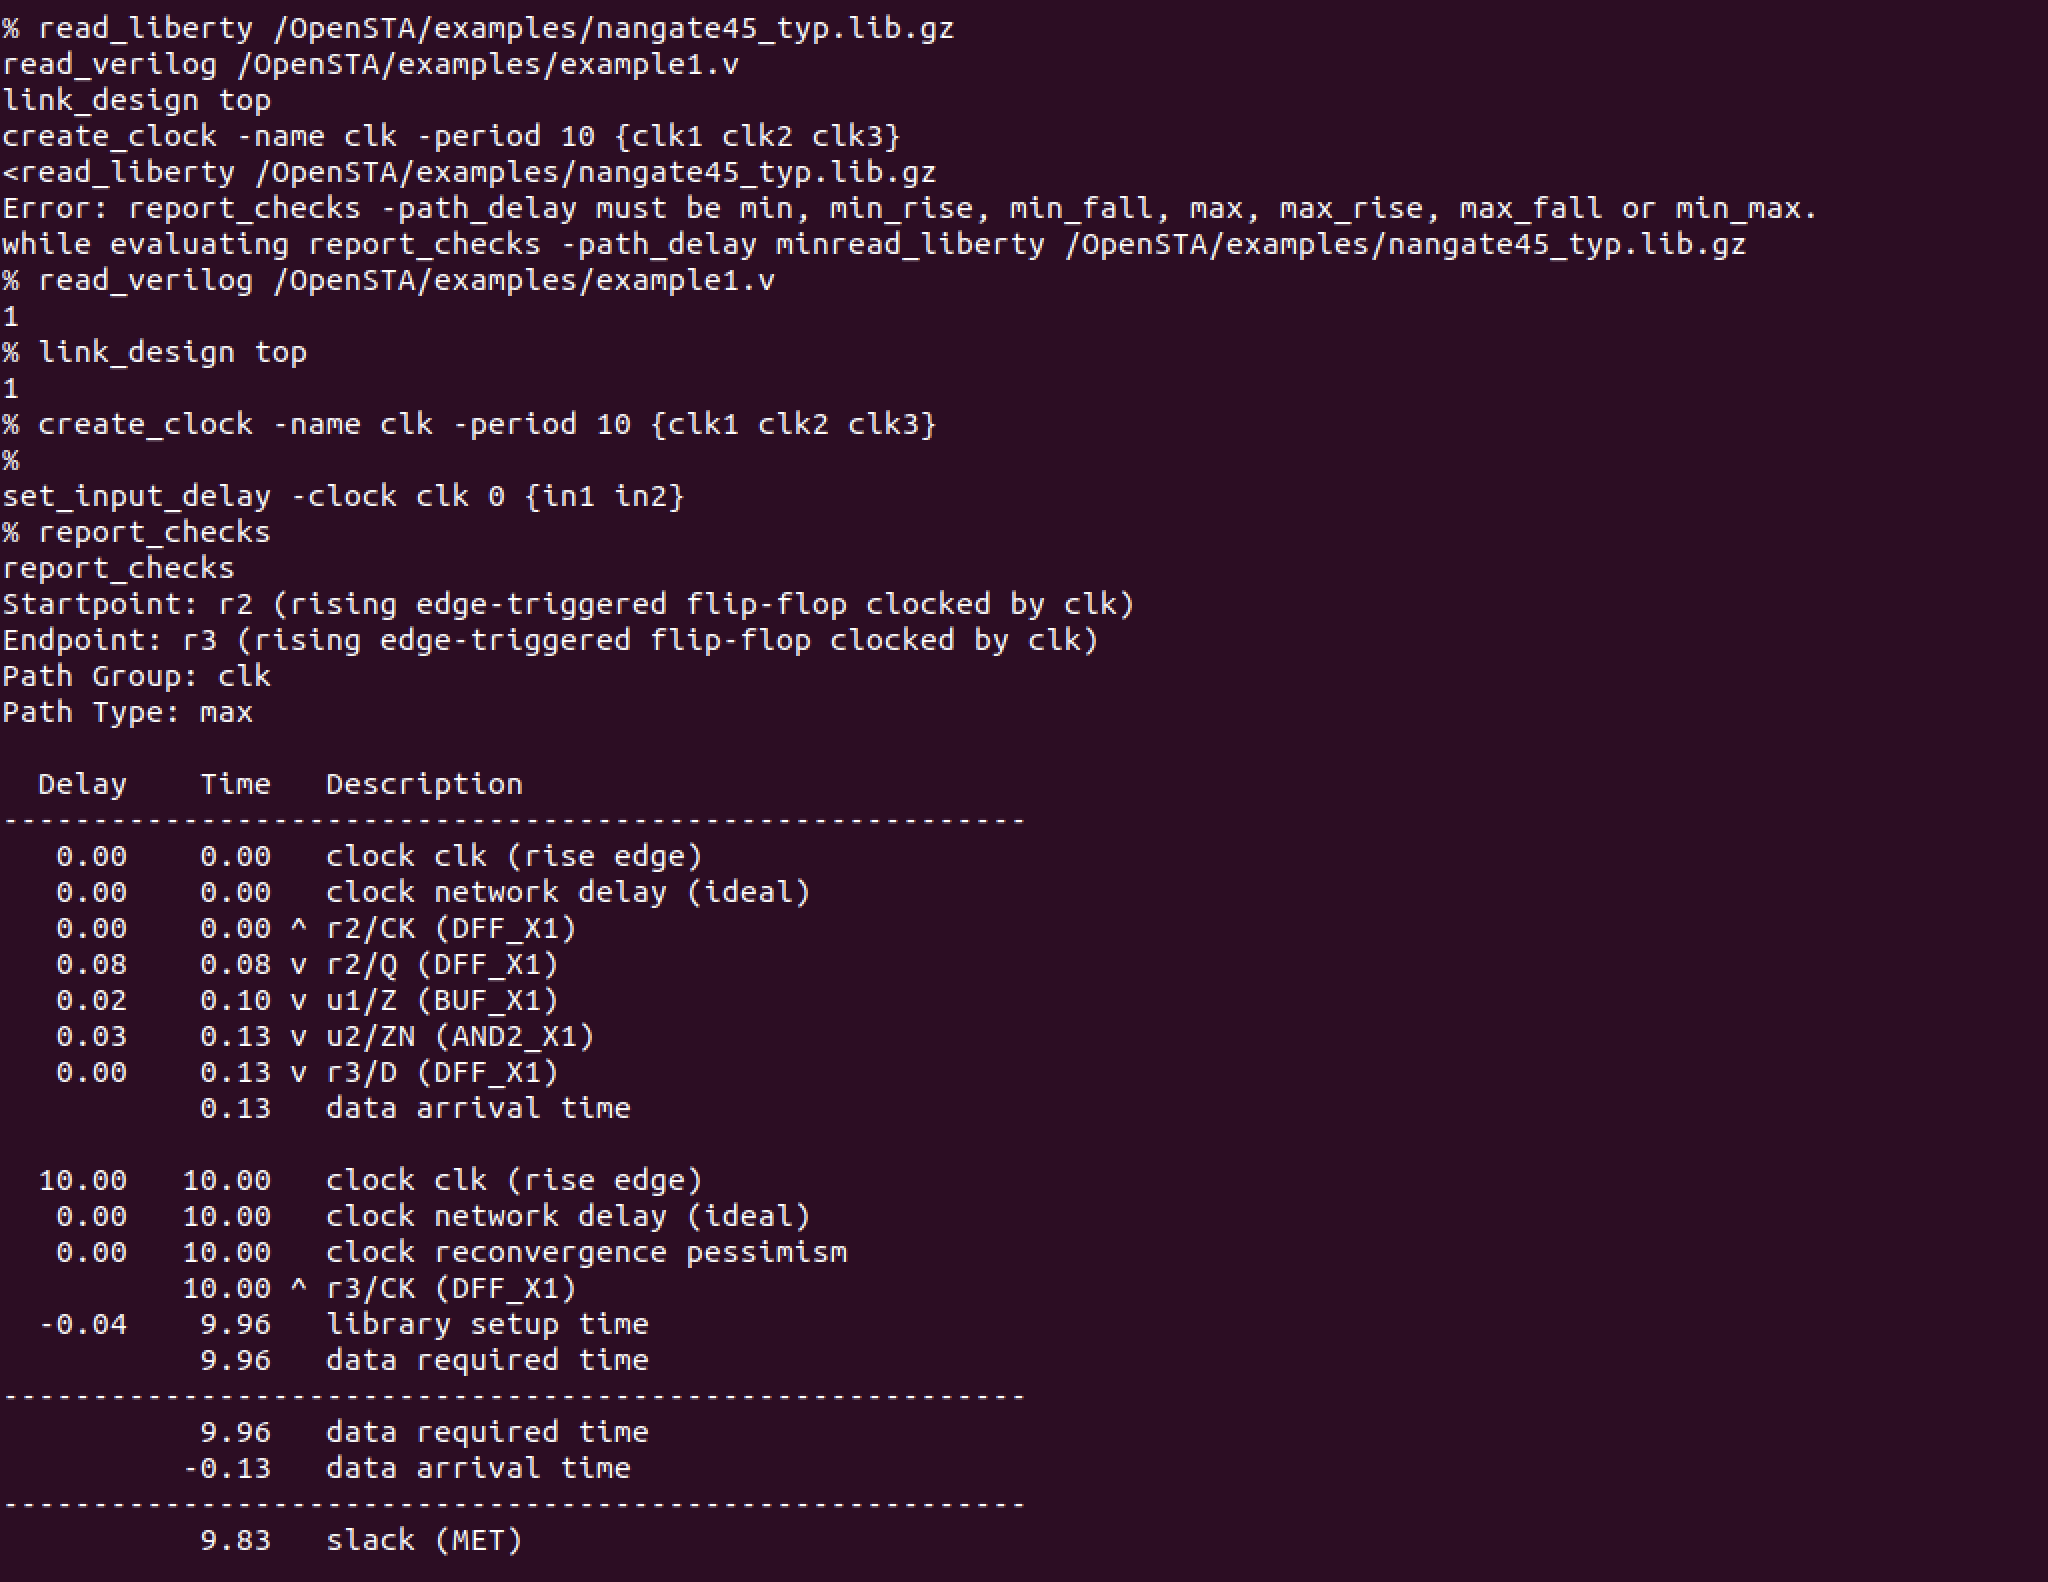 % read_liberty /OpenSTA/examples/nangate45_typ.lib.gz
read_verilog /OpenSTA/examples/example1.v
link_design top
create_clock -name clk -period 10 {clk1 clk2 clk3}
<read_liberty /OpenSTA/examples/nangate45_typ.lib.gz
Error: report_checks -path_delay must be min, min_rise, min_fall, max, max_rise, max_fall or min_max.
while evaluating report_checks -path_delay minread_liberty /OpenSTA/examples/nangate45_typ.lib.gz
% read_verilog /OpenSTA/examples/example1.v
1
% link_design top
1
% create_clock -name clk -period 10 {clk1 clk2 clk3}
%
set_input_delay -clock clk 0 {in1 in2}
% report_checks
report_checks
Startpoint: r2 (rising edge-triggered flip-flop clocked by clk)
Endpoint: r3 (rising edge-triggered flip-flop clocked by clk)
Path Group: clk
Path Type: max

  Delay    Time   Description
---------------------------------------------------------
   0.00    0.00   clock clk (rise edge)
   0.00    0.00   clock network delay (ideal)
   0.00    0.00 ^ r2/CK (DFF_X1)
   0.08    0.08 v r2/Q (DFF_X1)
   0.02    0.10 v u1/Z (BUF_X1)
   0.03    0.13 v u2/ZN (AND2_X1)
   0.00    0.13 v r3/D (DFF_X1)
           0.13   data arrival time

  10.00   10.00   clock clk (rise edge)
   0.00   10.00   clock network delay (ideal)
   0.00   10.00   clock reconvergence pessimism
          10.00 ^ r3/CK (DFF_X1)
  -0.04    9.96   library setup time
           9.96   data required time
---------------------------------------------------------
           9.96   data required time
          -0.13   data arrival time
---------------------------------------------------------
           9.83   slack (MET)